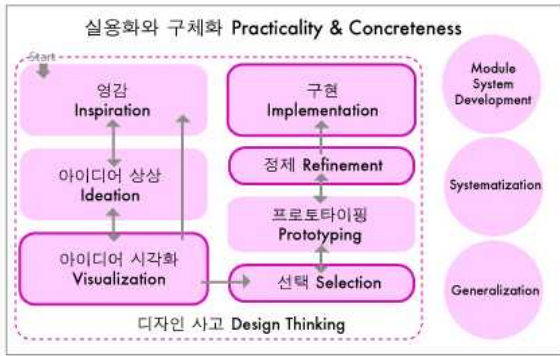 실용화와 구체화 Practicality & Concreteness
Start
영감
Inspiration
아이디어 상상
Ideation
아이디어 시각화
Visualization
구현
Implementation
정제 Refinement
프로토타이핑
Prototyping
선택 Selection
디자인 사고 Design Thinking
Module
System
Development
Systematization
Generalization